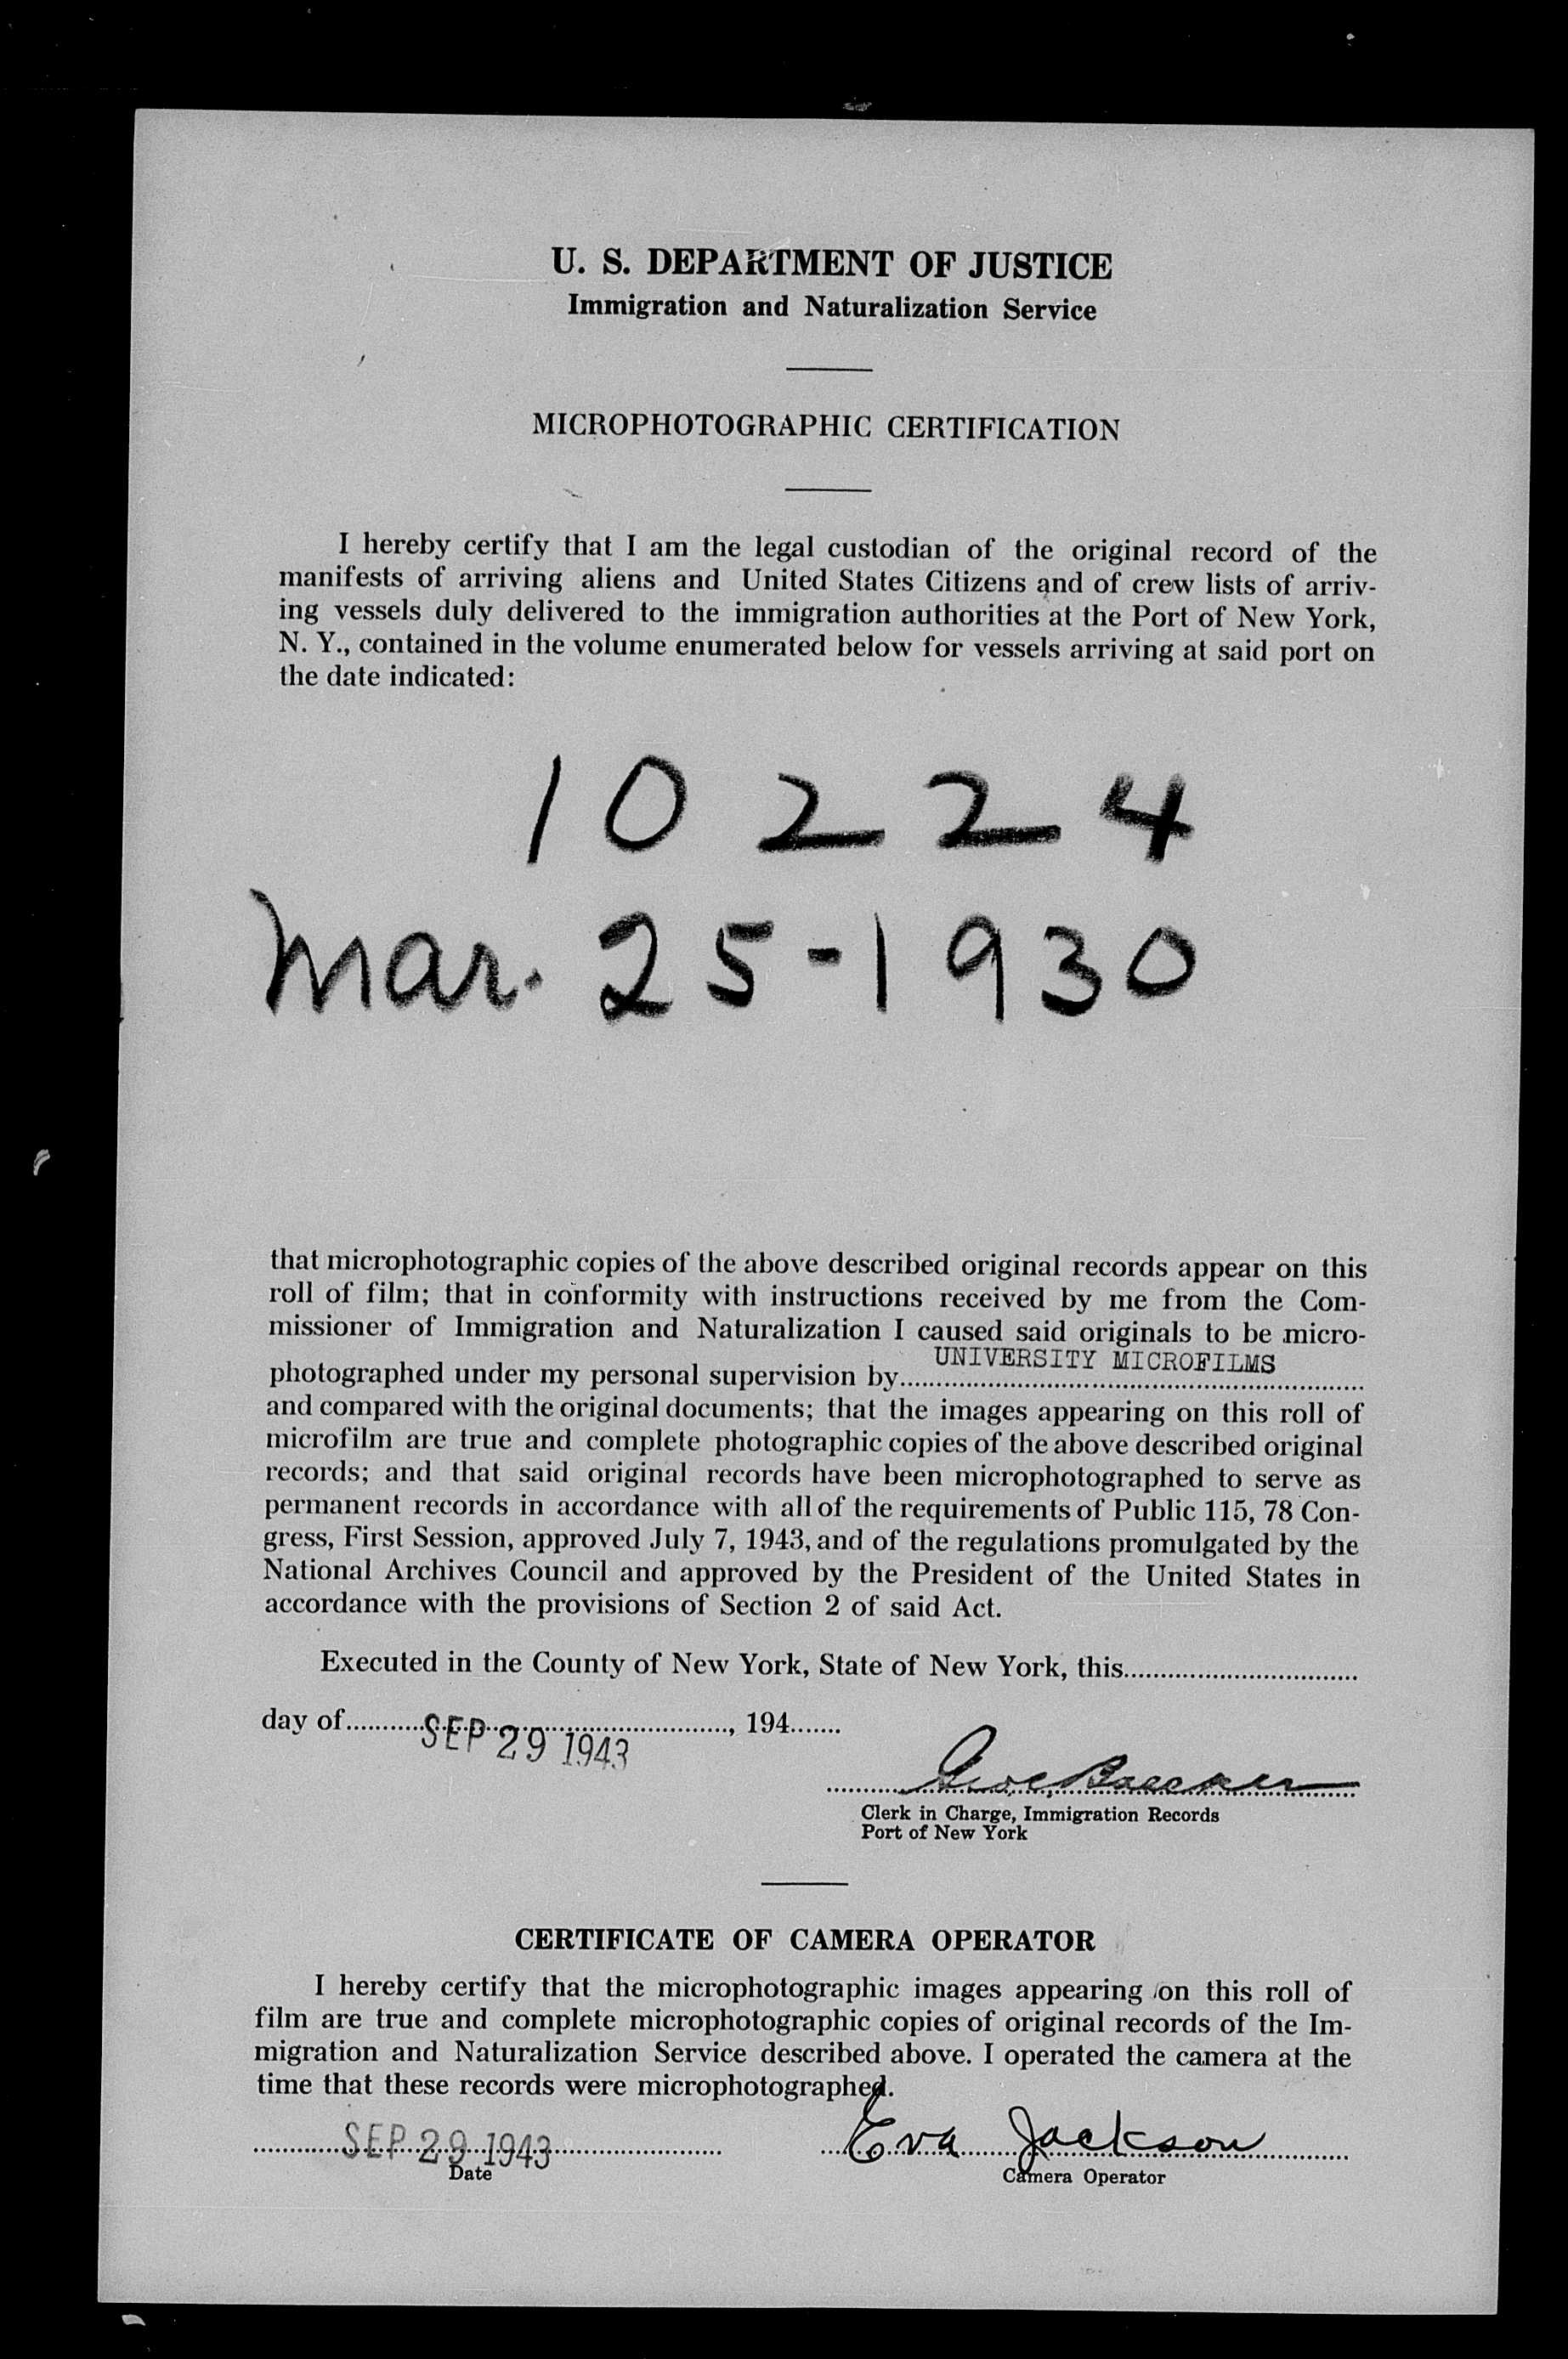 U. S. DEPARTMENT OF JUSTICE
Immigration and Naturalization Service
MICROPHOTOGRAPHIC CERTIFICATION
I hereby certify that I am the legal custodian of the original record of the
manifests of arriving aliens and United States Citizens and of crew lists of arriv-
ing vessels duly delivered to the immigration authorities at the Port of New York,
N. Y., contained in the volume enumerated below for vessels arriving at said port on
the date indicated:
10224
Mar. 25-1930
that microphotographic copies of the above described original records appear on this
roll of film; that in conformity with instructions received by me from the Com-
missioner of Immigration and Naturalization I caused said originals to be micro-
photographed under my personal supervision by UNIVERSITY MICROFILMS
and compared with the original documents; that the images appearing on this roll of
microfilm are true and complete photographic copies of the above described original
records; and that said original records have been microphotographed to serve as
permanent records in accordance with all of the requirements of Public 115, 78 Con-
gress, First Session, approved July 7, 1943, and of the regulations promulgated by the
National Archives Council and approved by the President of the United States in
accordance with the provisions of Section 2 of said Act.
Executed in the County of New York, State of New York, this
day of SEP 29 1943, 194
Clerk in Charge, Immigration Records
Port of New York
CERTIFICATE OF CAMERA OPERATOR
I hereby certify that the microphotographic images appearing on this roll of
film are true and complete microphotographic copies of original records of the Im-
migration and Naturalization Service described above. I operated the camera at the
time that these records were microphotographed.
SEP 29 1943 Eva Jackson
Date Camera Operator